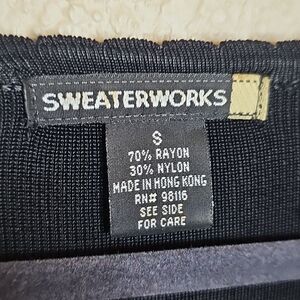 SWEATERWORKS
S
70% RAYON
30% NYLON
MADE IN HONG KONG
RN# 98116
SEE SIDE
FOR CARE